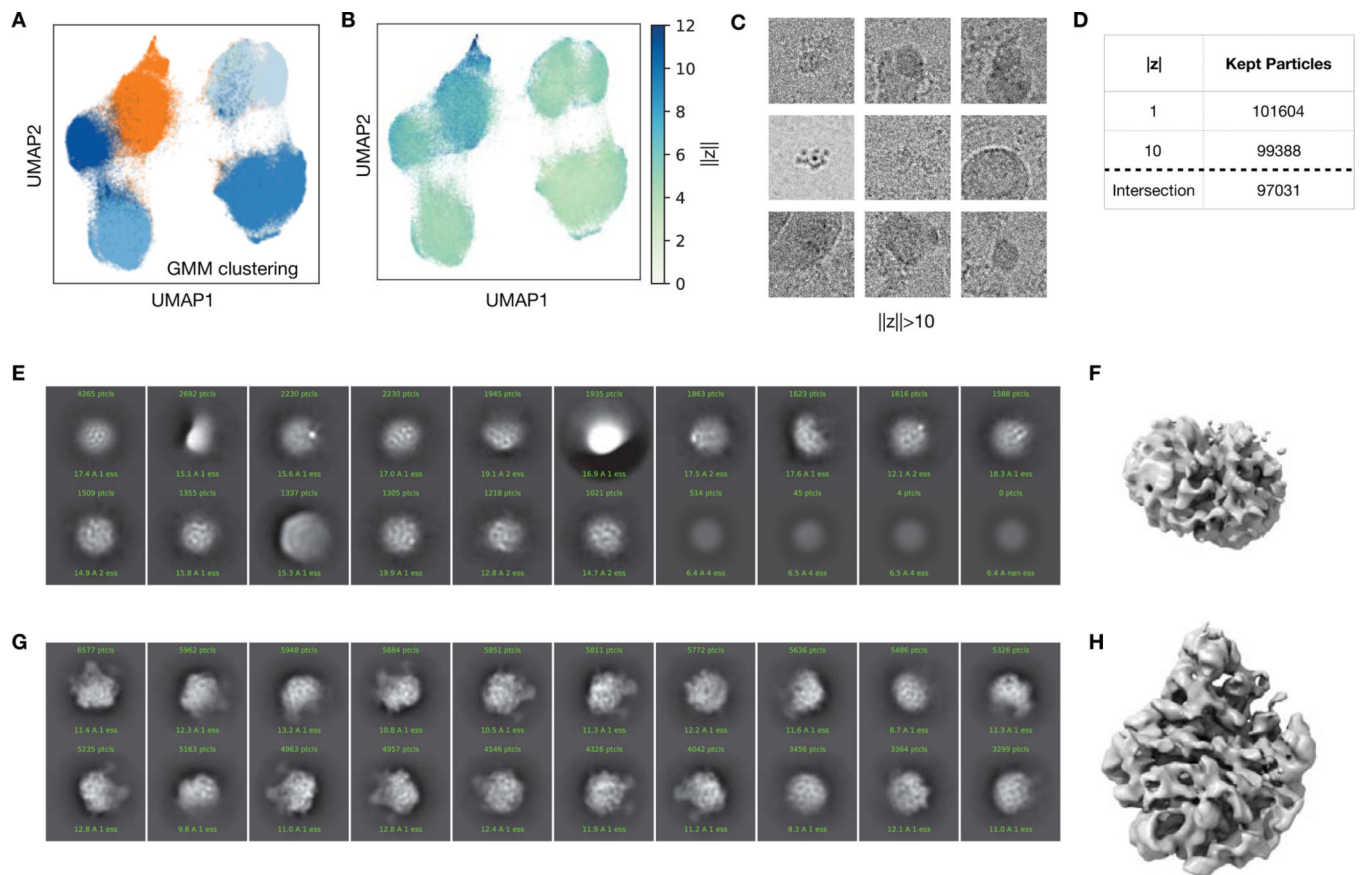 A
UMAP2
GMM clustering
UMAP1
B
12
10
8
6
4
2
0
||z||
UMAP1
C
||z||>10
D
|z| Kept Particles
1 101604
10 99388
Intersection 97031
E
4265 ptcls 2692 ptcls 2230 ptcls 2230 ptcls 1945 ptcls 1935 ptcls 1863 ptcls 1623 ptcls 1616 ptcls 1588 ptcls
17.4 A 1 ess 15.1 A 1 ess 15.6 A 1 ess 17.0 A 1 ess 19.1 A 2 ess 16.9 A 1 ess 17.5 A 2 ess 17.6 A 1 ess 12.1 A 2 ess 18.3 A 1 ess
1509 ptcls 1355 ptcls 1337 ptcls 1305 ptcls 1218 ptcls 1021 ptcls 514 ptcls 45 ptcls 4 ptcls 0 ptcls
14.9 A 2 ess 15.8 A 1 ess 15.3 A 1 ess 19.9 A 1 ess 12.8 A 2 ess 14.7 A 2 ess 6.4 A 4 ess 6.5 A 4 ess 6.5 A 4 ess 6.4 A nan ess
F
G
6577 ptcls 5962 ptcls 5948 ptcls 5884 ptcls 5851 ptcls 5811 ptcls 5772 ptcls 5636 ptcls 5486 ptcls 5326 ptcls
11.4 A 1 ess 12.3 A 1 ess 13.2 A 1 ess 10.8 A 1 ess 10.5 A 1 ess 11.3 A 1 ess 12.2 A 1 ess 11.6 A 1 ess 8.7 A 1 ess 11.3 A 1 ess
5235 ptcls 5163 ptcls 4963 ptcls 4957 ptcls 4546 ptcls 4326 ptcls 4042 ptcls 3456 ptcls 3364 ptcls 3299 ptcls
12.8 A 1 ess 9.8 A 1 ess 11.0 A 1 ess 12.8 A 1 ess 12.4 A 1 ess 11.9 A 1 ess 11.2 A 1 ess 8.3 A 1 ess 12.1 A 1 ess 11.0 A 1 ess
H